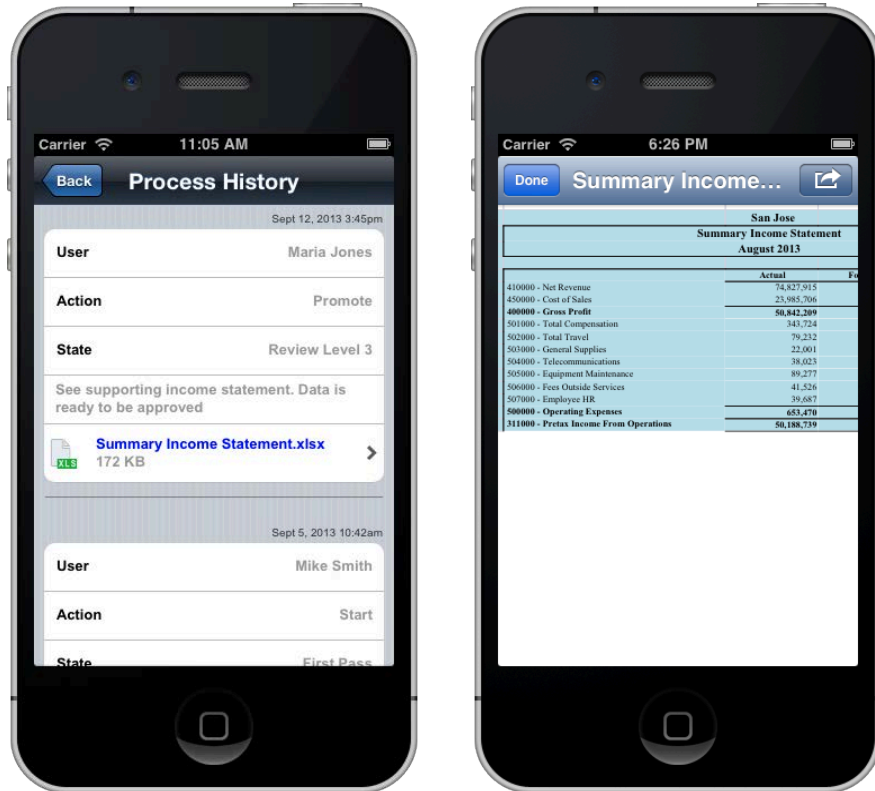 Carrier 11:05 AM
Back Process History
Sept 12, 2013 3:45pm
User Maria Jones
Action Promote
State Review Level 3
See supporting income statement. Data is
ready to be approved
XLS Summary Income Statement.xlsx
172 KB
Sept 5, 2013 10:42am
User Mike Smith
Action Start
State First Pass
Carrier 6:26 PM
Done Summary Income...
San Jose
Summary Income Statement
August 2013
Actual Fo
410000 - Net Revenue 74,827,915
450000 - Cost of Sales 23,985,706
400000 - Gross Profit 50,842,209
501000 - Total Compensation 343,724
502000 - Total Travel 79,232
503000 - General Supplies 22,001
504000 - Telecommunications 38,023
505000 - Equipment Maintenance 89,277
506000 - Fees Outside Services 41,526
507000 - Employee HR 39,687
500000 - Operating Expenses 653,470
311000 - Pretax Income From Operations 50,188,739